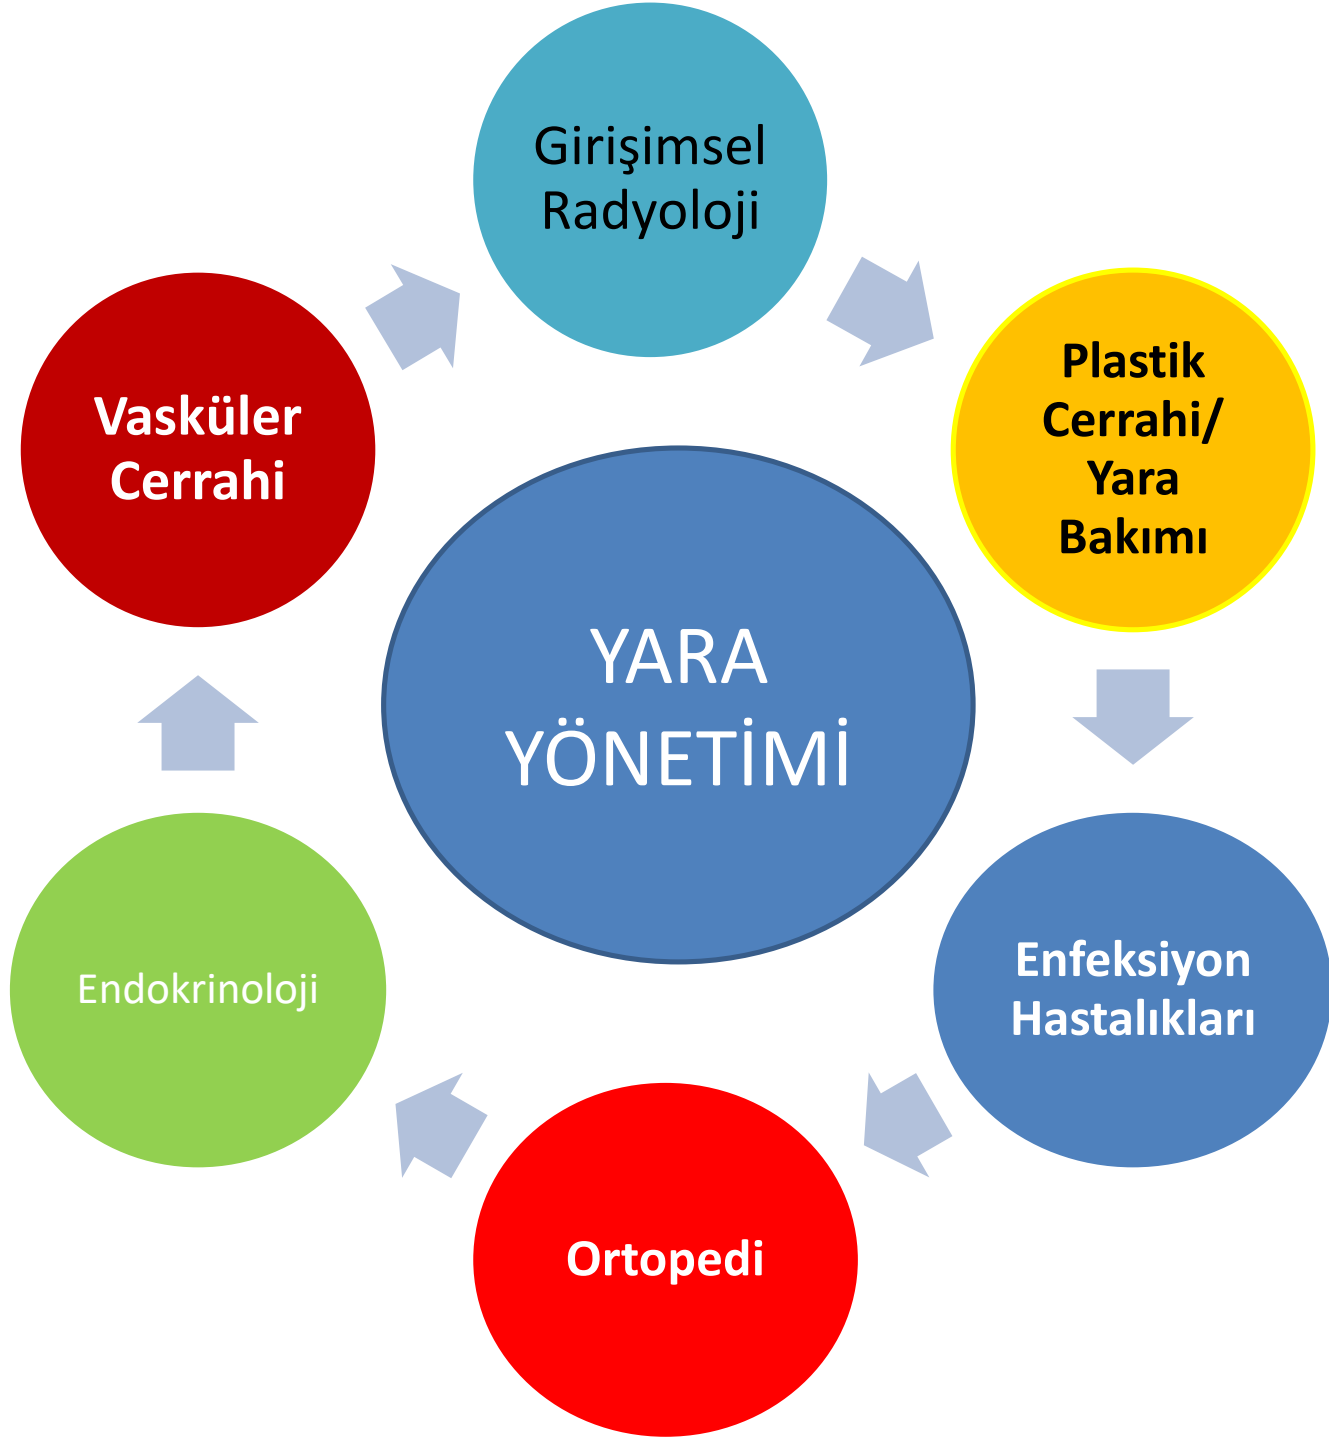 Girişimsel
Radyoloji
Plastik
Cerrahi/
Yara
Bakımı
Enfeksiyon
Hastalıkları
Ortopedi
Endokrinoloji
Vasküler
Cerrahi
YARA
YÖNETİMİ